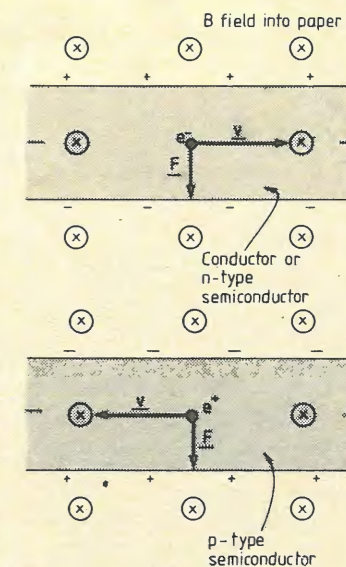 B field into paper
x x x
+ + + +
x e⁻ v x
F
− − − −
x x x
Conductor or
n-type
semiconductor
x x x
− − − −
x v e⁺ x
F
+ + + +
x x x
p-type
semiconductor